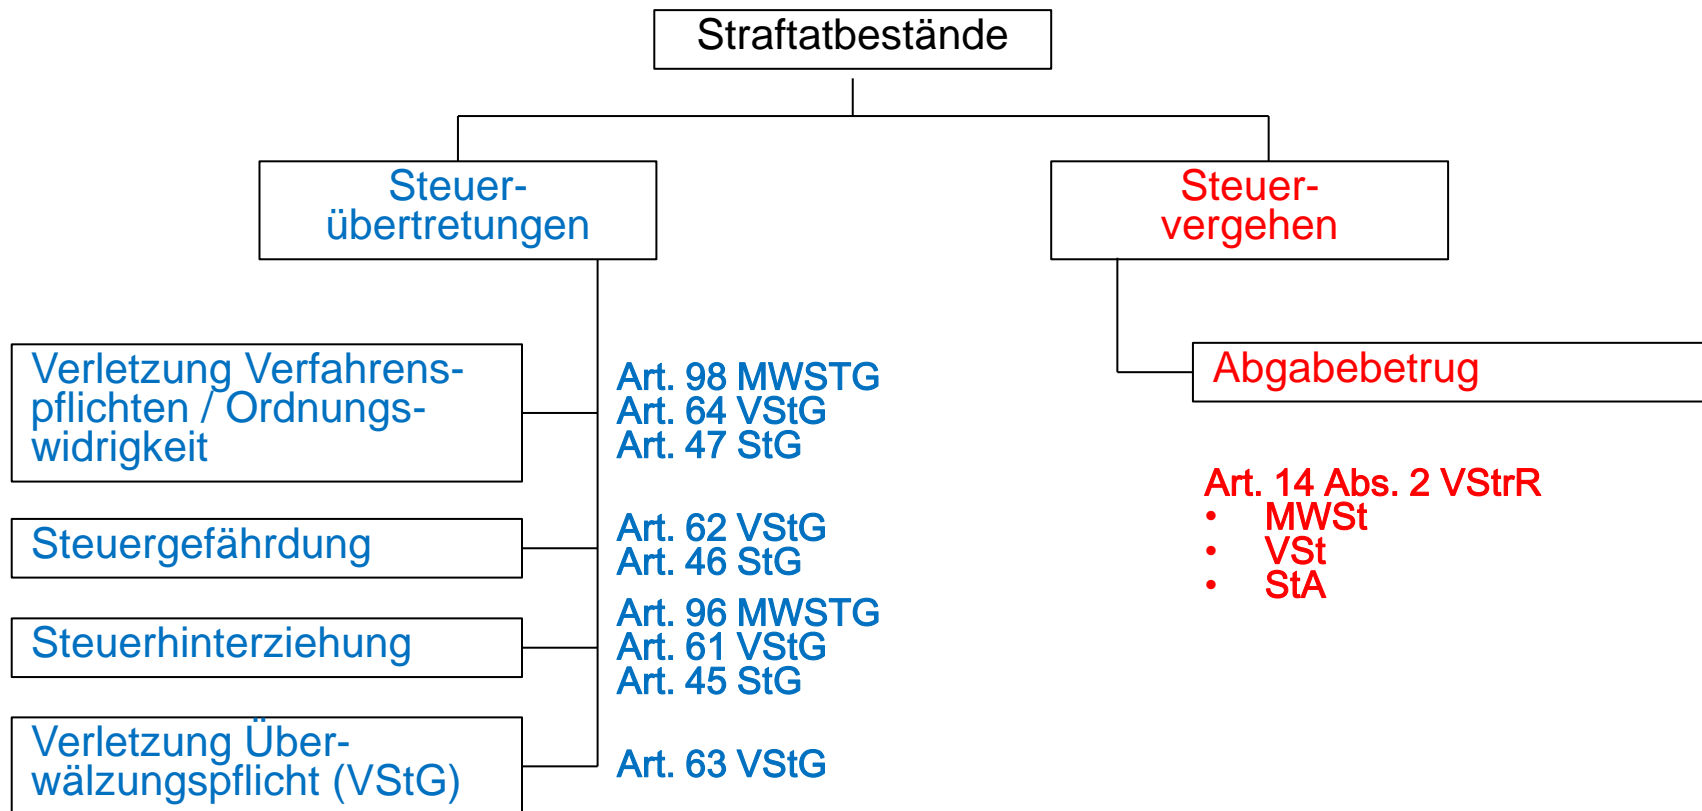 Straftatbestände
Steuer-
übertretungen
Steuer-
vergehen
Verletzung Verfahrens-
pflichten / Ordnungs-
widrigkeit
Art. 98 MWSTG
Art. 64 VStG
Art. 47 StG
Abgabebetrug
Art. 14 Abs. 2 VStrR
• MWSt
• VSt
• StA
Steuergefährdung
Art. 62 VStG
Art. 46 StG
Steuerhinterziehung
Art. 96 MWSTG
Art. 61 VStG
Art. 45 StG
Verletzung Über-
wälzungspflicht (VStG)
Art. 63 VStG